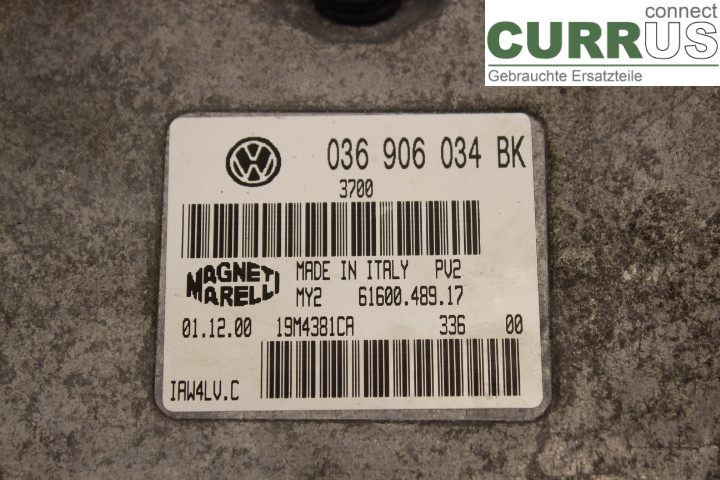 connect
CURRUS
Gebrauchte Ersatzteile
036 906 034 BK
3700
MAGNETI MARELLI
MADE IN ITALY PV2
MY2 61600.489.17
01.12.00 19M4381CA 336 00
IAW4LV.C